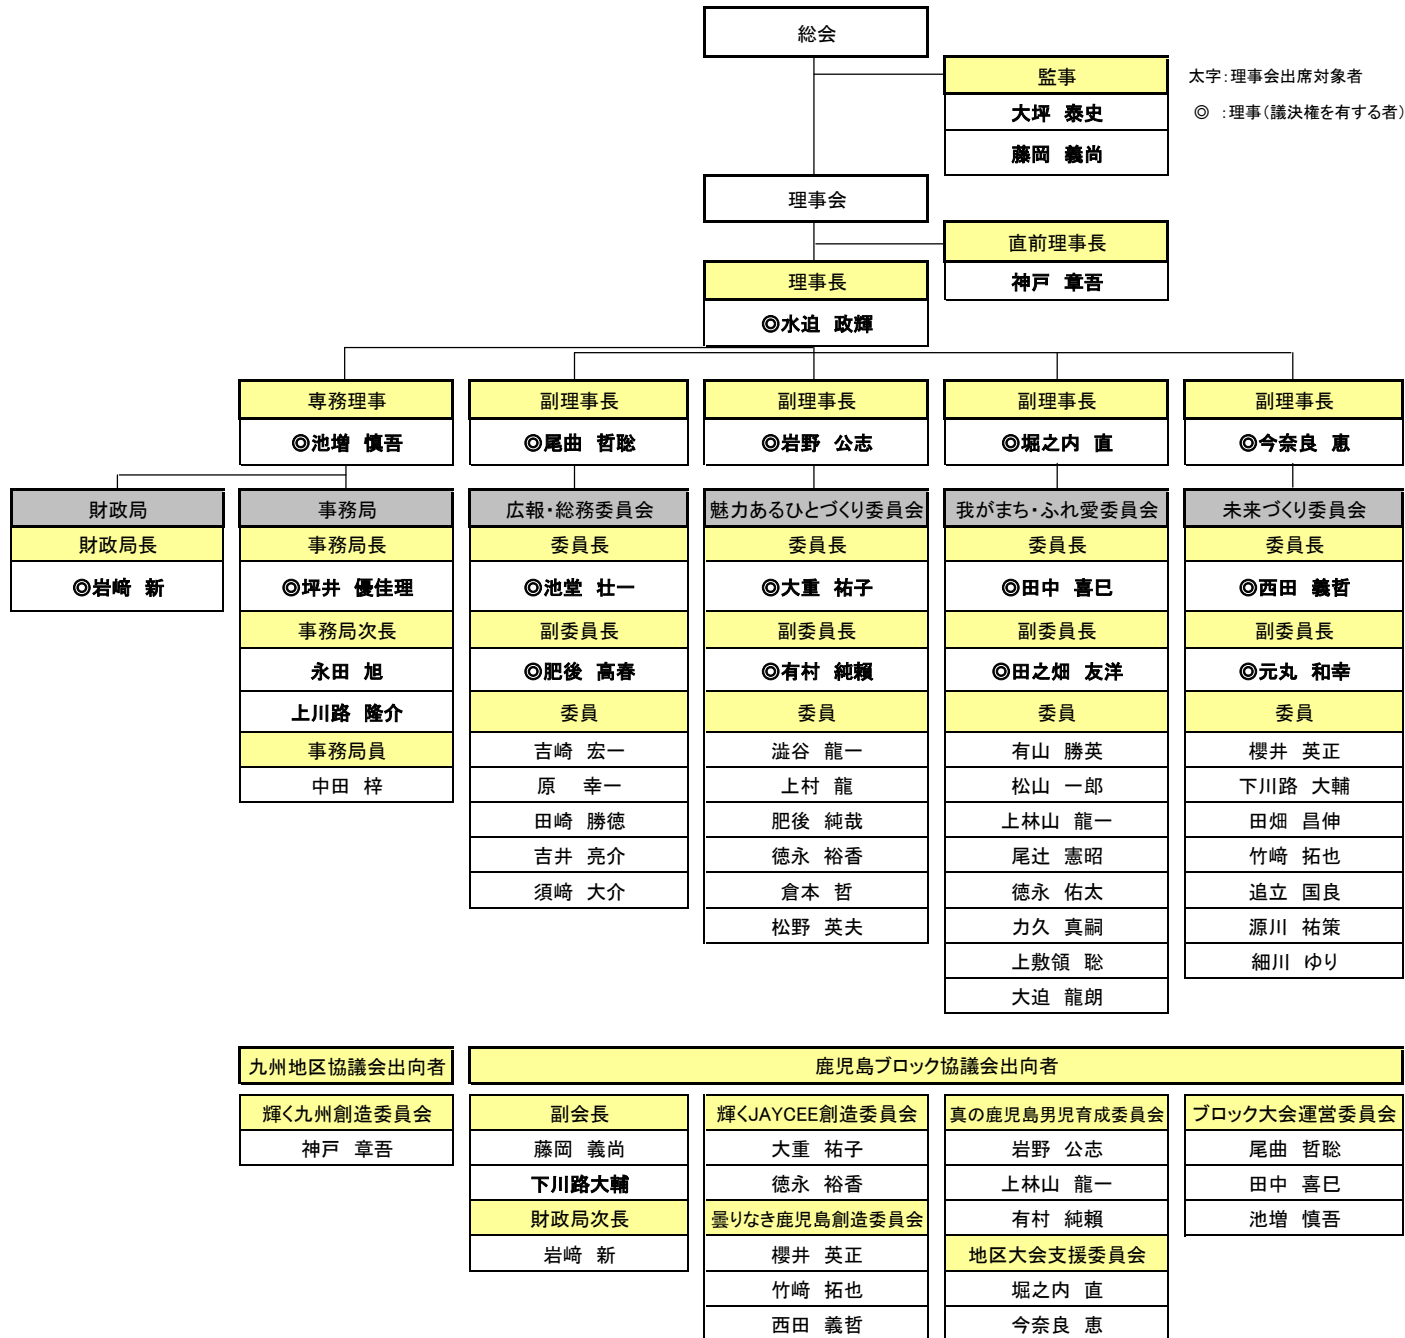 総会
監事
太字：理事会出席対象者
大坪　泰史
◎　：理事（議決権を有する者）
藤岡　義尚
理事会
直前理事長
神戸　章吾
理事長
◎水迫　政輝
専務理事
◎池増　慎吾
副理事長
◎尾曲　哲聡
副理事長
◎岩野　公志
副理事長
◎堀之内　直
副理事長
◎今奈良　恵
財政局
財政局長
◎岩﨑　新
事務局
事務局長
◎坪井　優佳理
事務局次長
永田　旭
上川路　隆介
事務局員
中田　梓
広報・総務委員会
委員長
◎池堂　壮一
副委員長
◎肥後　高春
委員
吉崎　宏一
原　　幸一
田崎　勝徳
吉井　亮介
須﨑　大介
魅力あるひとづくり委員会
委員長
◎大重　祐子
副委員長
◎有村　純頼
委員
澁谷　龍一
上村　龍
肥後　純哉
徳永　裕香
倉本　哲
松野　英夫
我がまち・ふれ愛委員会
委員長
◎田中　喜巳
副委員長
◎田之畑　友洋
委員
有山　勝英
松山　一郎
上林山　龍一
尾辻　憲昭
徳永　佑太
力久　真嗣
上敷領　聡
大迫　龍朗
未来づくり委員会
委員長
◎西田　義哲
副委員長
◎元丸　和幸
委員
櫻井　英正
下川路　大輔
田畑　昌伸
竹﨑　拓也
追立　国良
源川　祐策
細川　ゆり
九州地区協議会出向者
輝く九州創造委員会
神戸　章吾
鹿児島ブロック協議会出向者
副会長
藤岡　義尚
下川路大輔
財政局次長
岩﨑　新
輝くJAYCEE創造委員会
大重　祐子
徳永　裕香
曇りなき鹿児島創造委員会
櫻井　英正
竹﨑　拓也
西田　義哲
真の鹿児島男児育成委員会
岩野　公志
上林山　龍一
有村　純頼
地区大会支援委員会
堀之内　直
今奈良　恵
ブロック大会運営委員会
尾曲　哲聡
田中　喜巳
池増　慎吾